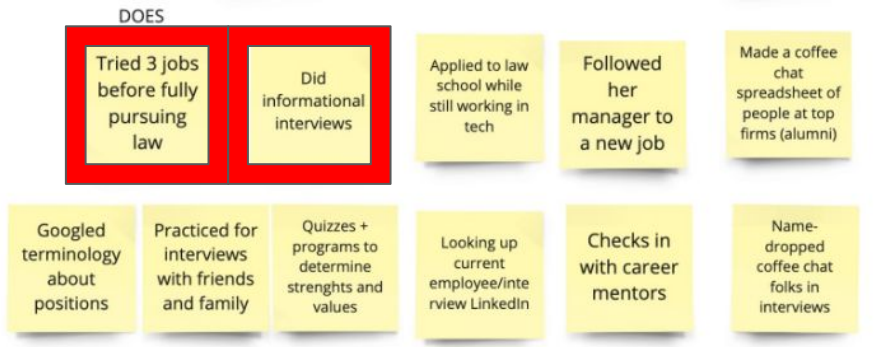 DOES
Tried 3 jobs
before fully
pursuing
law
Did
informational
interviews
Applied to law
school while
still working in
tech
Followed
her
manager to
a new job
Made a coffee
chat
spreadsheet of
people at top
firms (alumni)
Googled
terminology
about
positions
Practiced for
interviews
with friends
and family
Quizzes +
programs to
determine
strenghts and
values
Looking up
current
employee/inte
rview LinkedIn
Checks in
with career
mentors
Name-
dropped
coffee chat
folks in
interviews